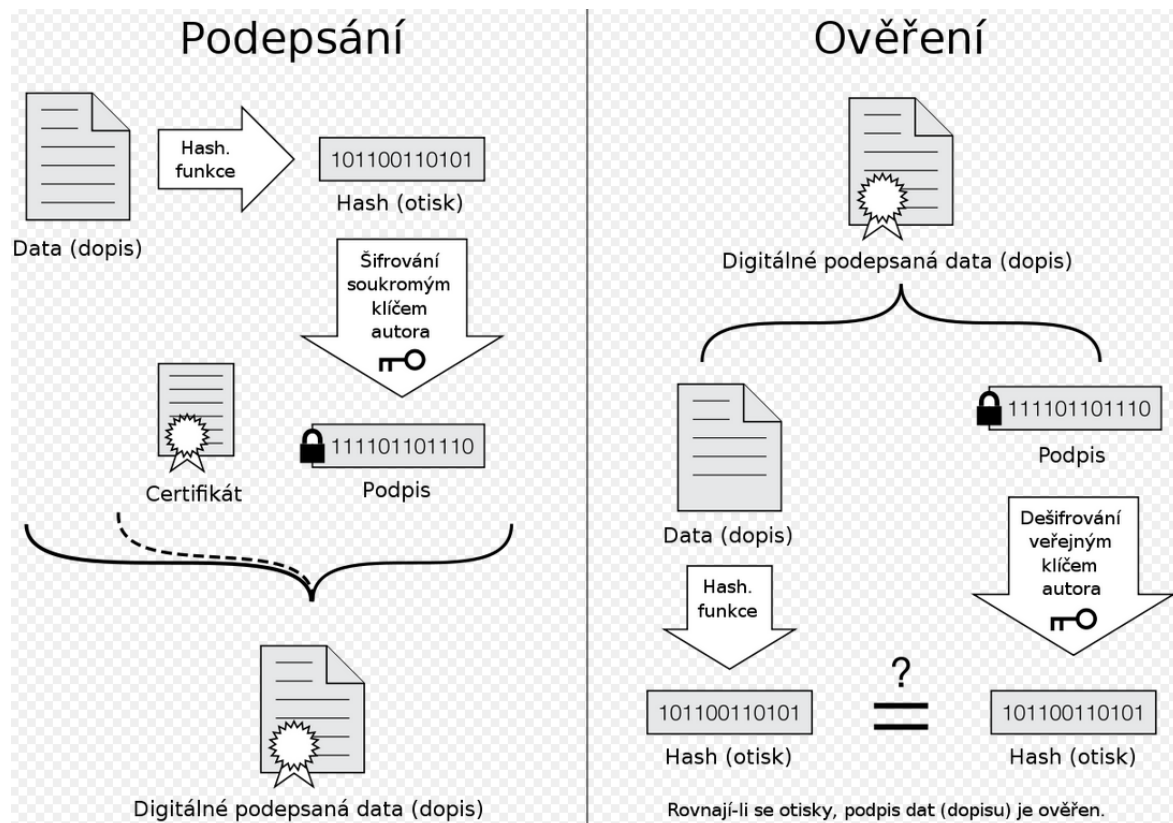 Podepsání
Hash.
funkce
101100110101
Hash (otisk)
Data (dopis)
Šifrování
soukromým
klíčem
autora
111101101110
Certifikát
Podpis
Digitálné podepsaná data (dopis)
Ověření
Digitálné podepsaná data (dopis)
111101101110
Podpis
Data (dopis)
Hash.
funkce
Dešifrování
veřejným
klíčem
autora
?
=
101100110101
101100110101
Hash (otisk)
Hash (otisk)
Rovnají-li se otisky, podpis dat (dopisu) je ověřen.